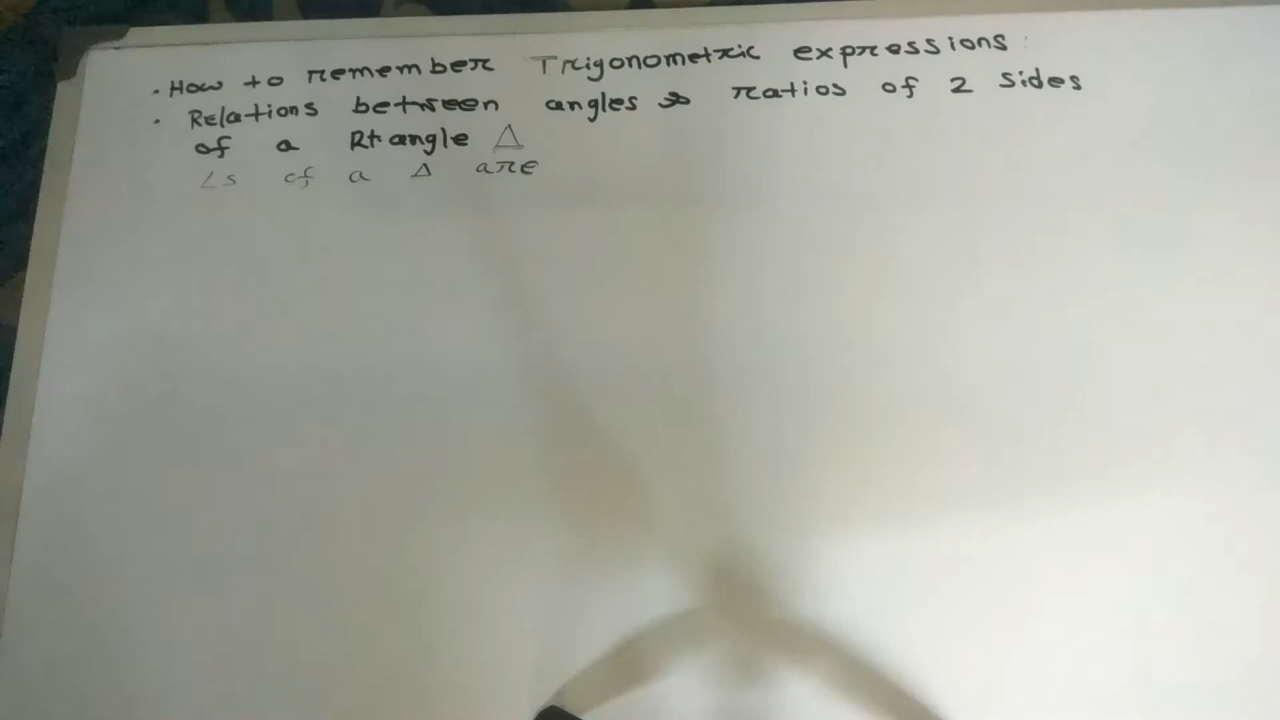 . How to remember Trigonometric expressions :
. Relations between angles & ratios of 2 sides
of a Rt angle △
∠s of a △ are